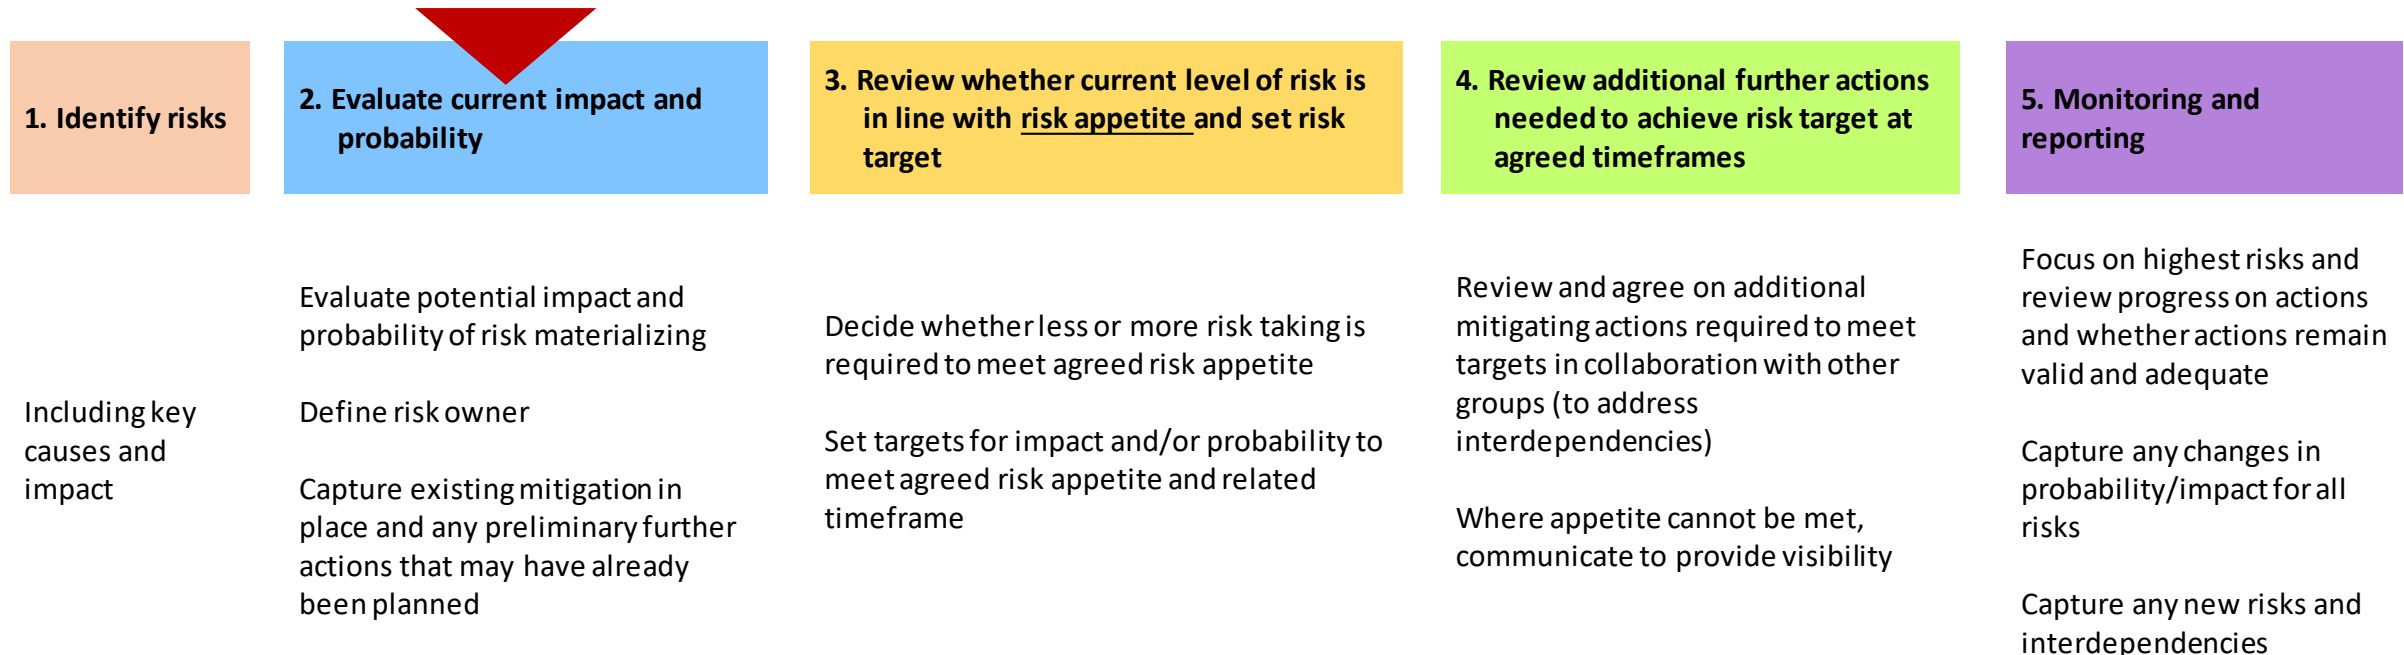 1. Identify risks
2. Evaluate current impact and
probability
3. Review whether current level of risk is
in line with risk appetite and set risk
target
4. Review additional further actions
needed to achieve risk target at
agreed timeframes
5. Monitoring and
reporting
Including key
causes and
impact
Evaluate potential impact and
probability of risk materializing
Define risk owner
Capture existing mitigation in
place and any preliminary further
actions that may have already
been planned
Decide whether less or more risk taking is
required to meet agreed risk appetite
Set targets for impact and/or probability to
meet agreed risk appetite and related
timeframe
Review and agree on additional
mitigating actions required to meet
targets in collaboration with other
groups (to address
interdependencies)
Where appetite cannot be met,
communicate to provide visibility
Focus on highest risks and
review progress on actions
and whether actions remain
valid and adequate
Capture any changes in
probability/impact for all
risks
Capture any new risks and
interdependencies